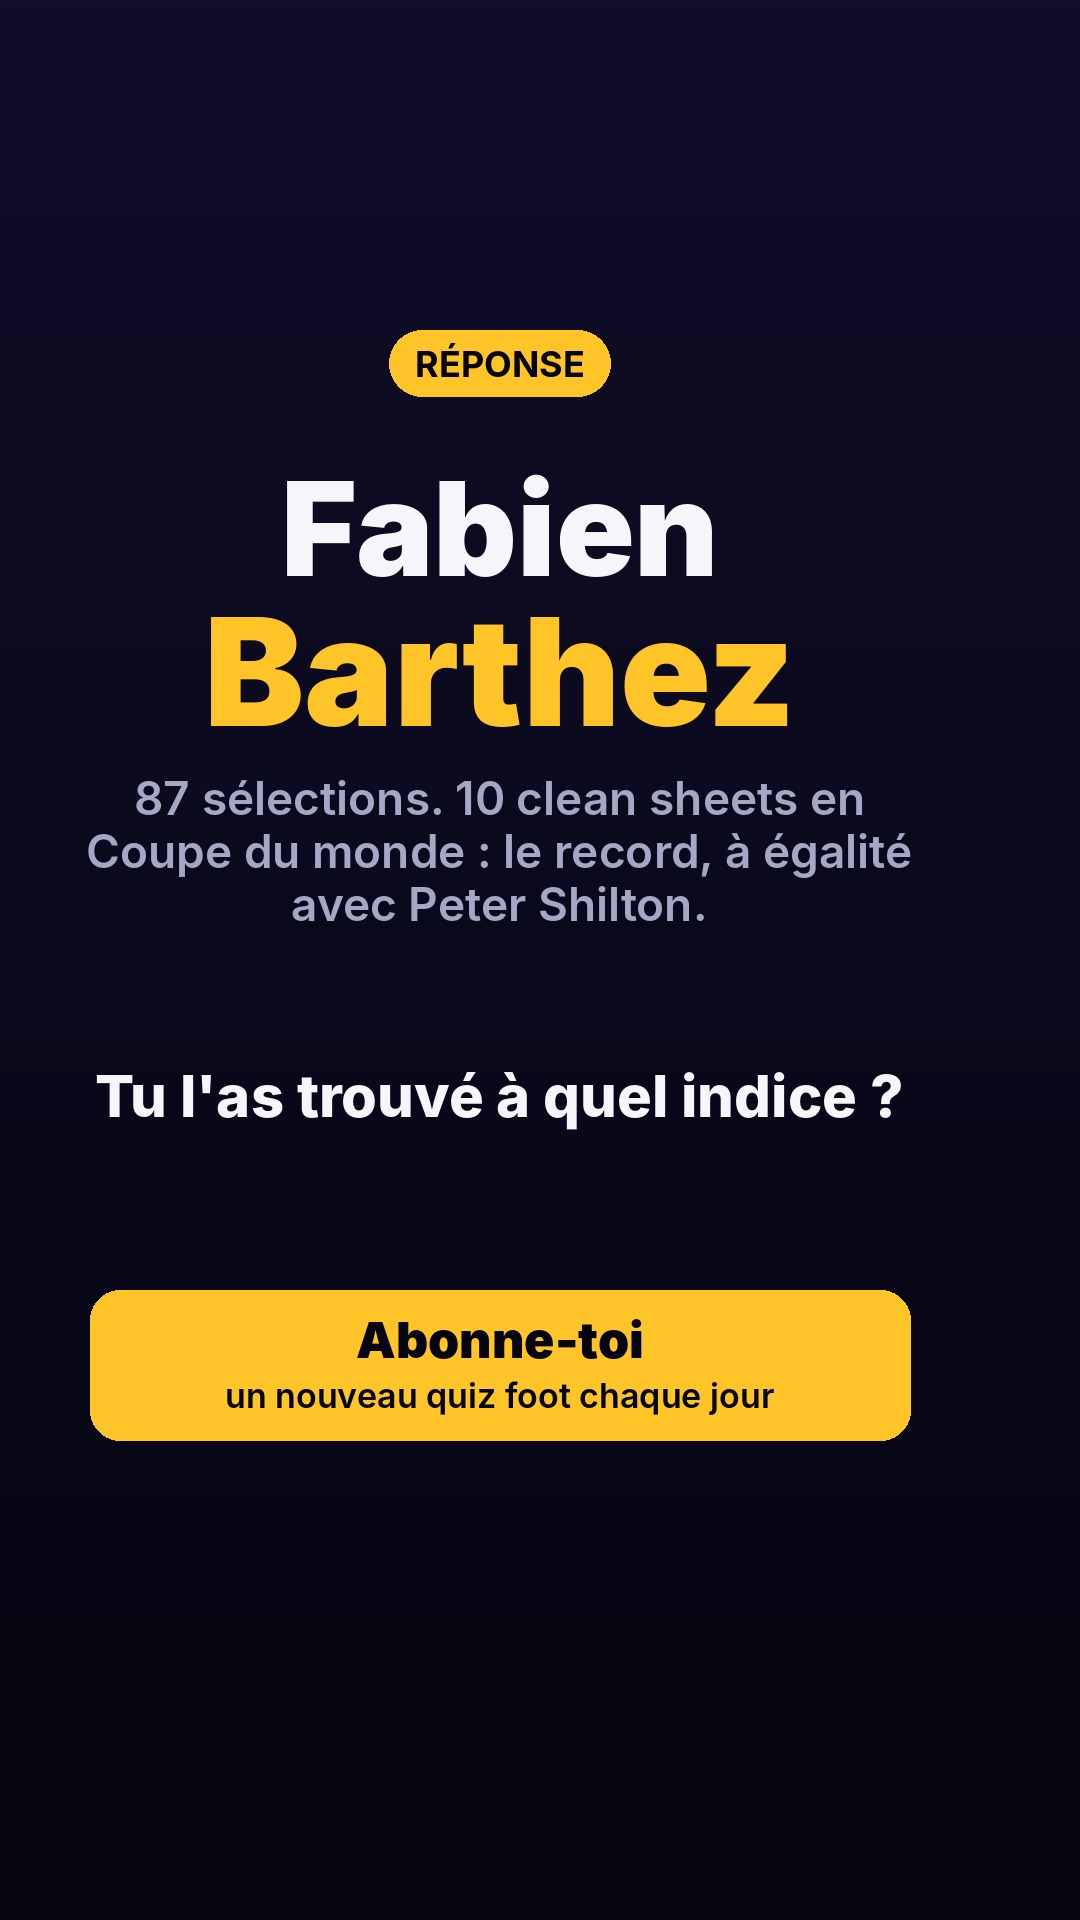 RÉPONSE
Fabien
Barthez
87 sélections. 10 clean sheets en
Coupe du monde : le record, à égalité
avec Peter Shilton.
Tu l'as trouvé à quel indice ?
Abonne-toi
un nouveau quiz foot chaque jour